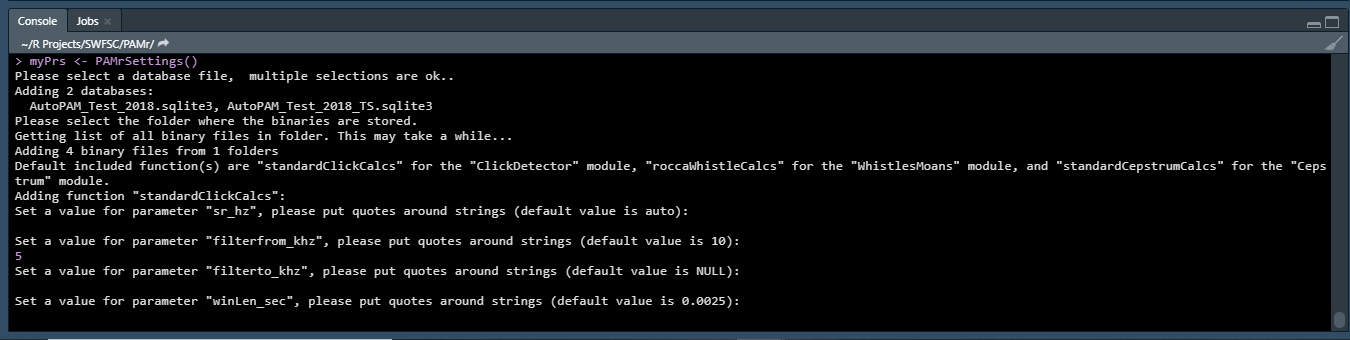 Console Jobs ×
~/R Projects/SWFSC/PAMr/
> myPrs <- PAMrSettings()
Please select a database file,  multiple selections are ok..
Adding 2 databases:
  AutoPAM_Test_2018.sqlite3, AutoPAM_Test_2018_TS.sqlite3
Please select the folder where the binaries are stored.
Getting list of all binary files in folder. This may take a while...
Adding 4 binary files from 1 folders
Default included function(s) are "standardClickCalcs" for the "ClickDetector" module, "roccaWhistleCalcs" for the "WhistlesMoans" module, and "standardCepstrumCalcs" for the "Ceps
trum" module.
Adding function "standardClickCalcs":
Set a value for parameter "sr_hz", please put quotes around strings (default value is auto):
Set a value for parameter "filterfrom_khz", please put quotes around strings (default value is 10):
5
Set a value for parameter "filterto_khz", please put quotes around strings (default value is NULL):
Set a value for parameter "winLen_sec", please put quotes around strings (default value is 0.0025):